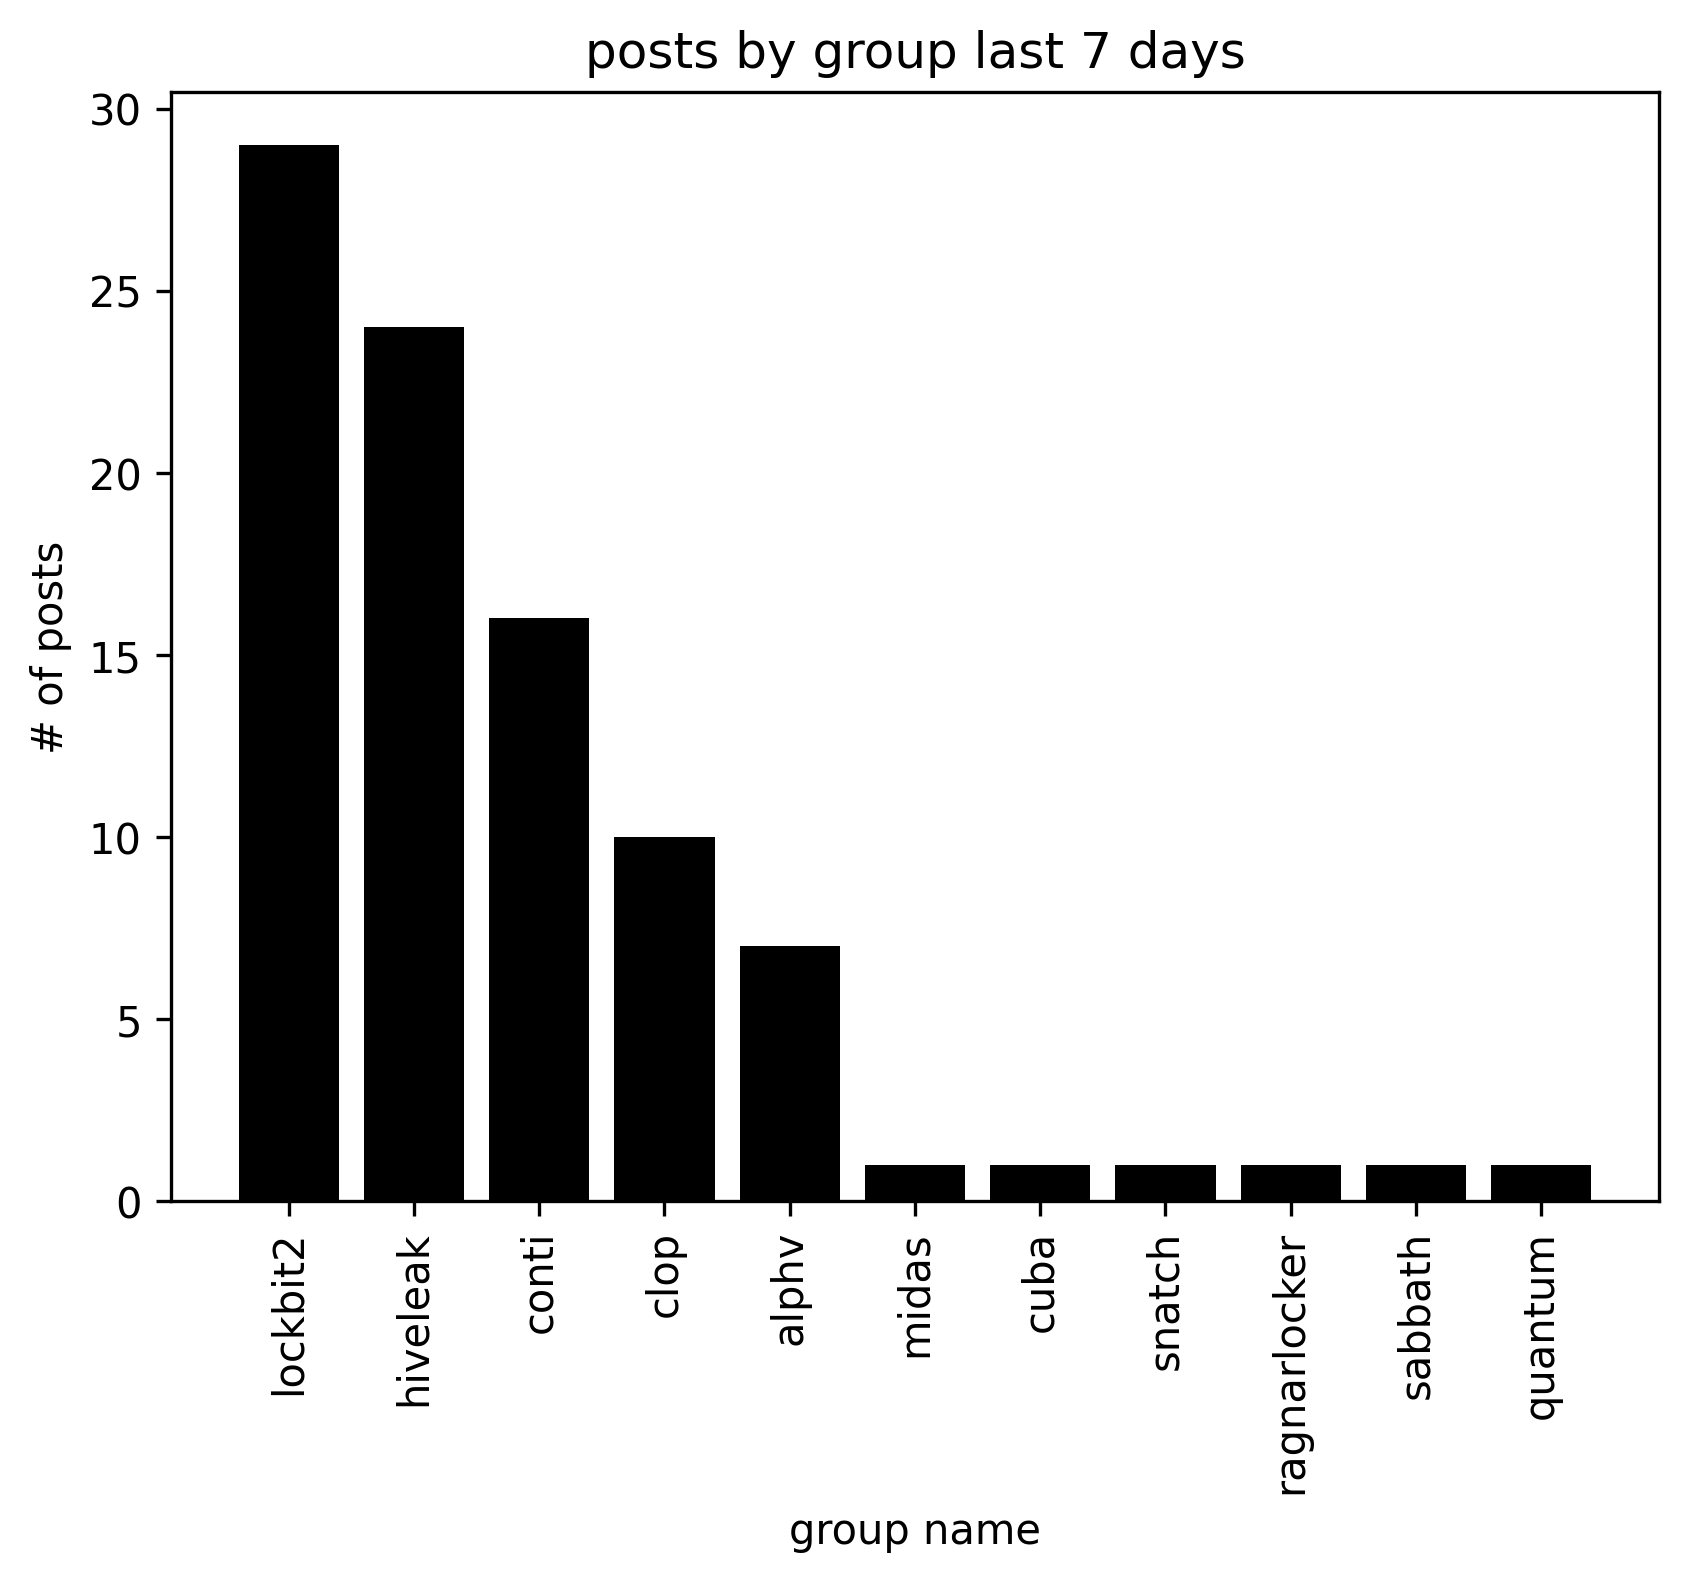 posts by group last 7 days
# of posts
30
25
20
15
10
5
0
lockbit2
hiveleak
conti
clop
alphv
midas
cuba
snatch
ragnarlocker
sabbath
quantum
group name